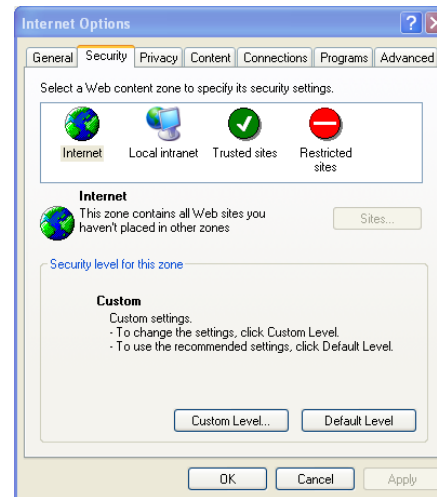 Internet Options
General Security Privacy Content Connections Programs Advanced
Select a Web content zone to specify its security settings.
Internet Local intranet Trusted sites Restricted sites
Internet
This zone contains all Web sites you
haven't placed in other zones
Sites...
Security level for this zone
Custom
Custom settings.
- To change the settings, click Custom Level.
- To use the recommended settings, click Default Level.
Custom Level... Default Level
OK Cancel Apply